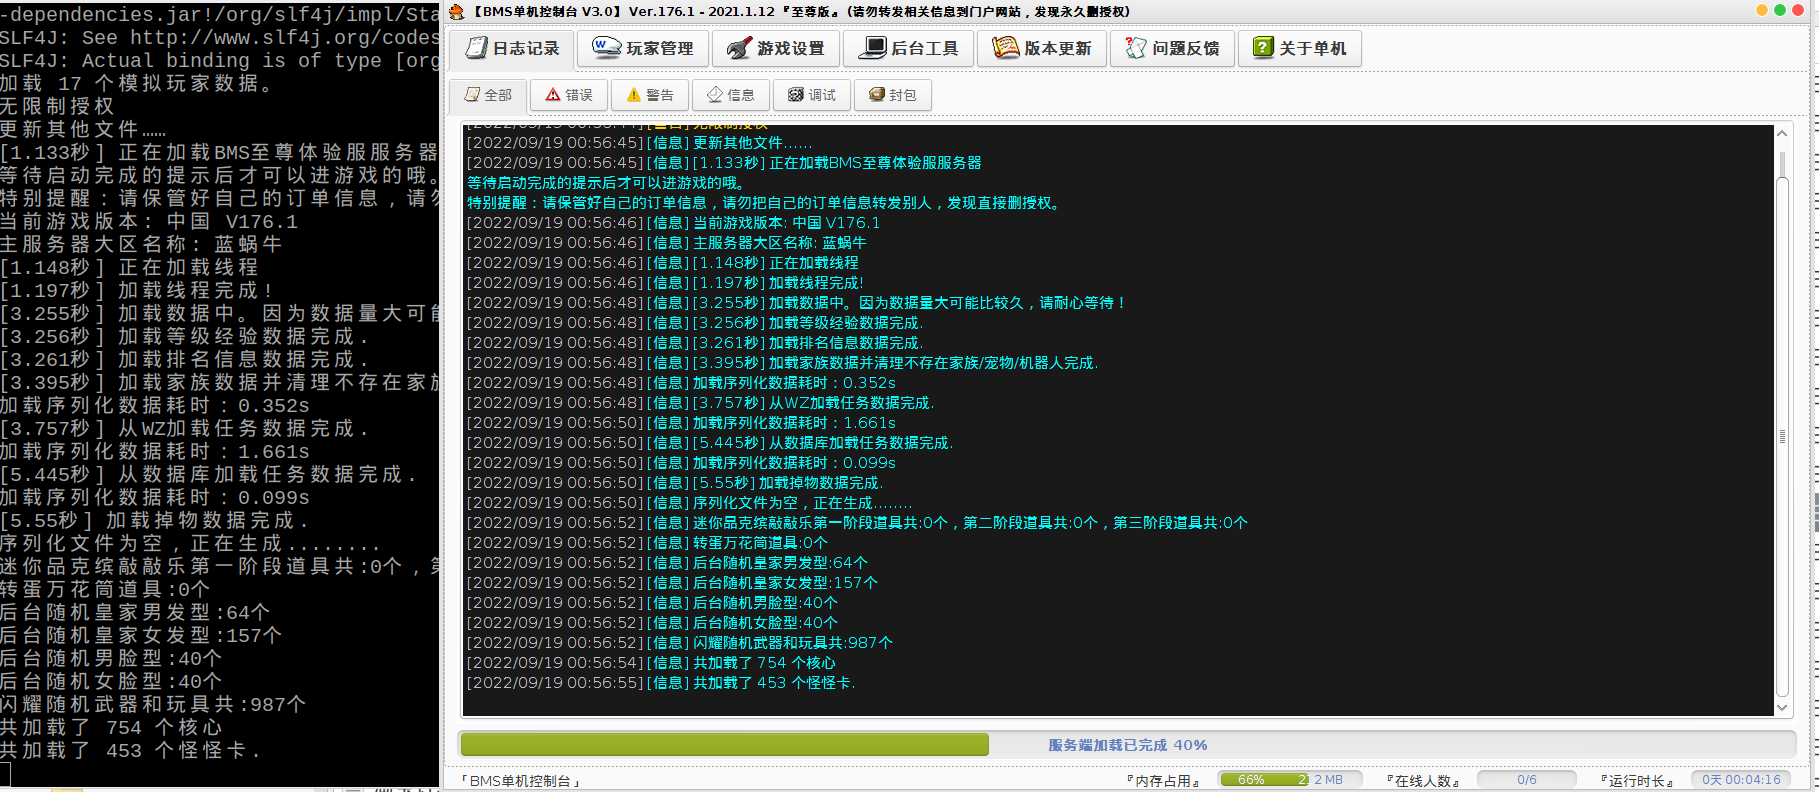 -dependencies.jar!/org/slf4j/impl/Sta
SLF4J: See http://www.slf4j.org/codes
SLF4J: Actual binding is of type [org
加载 17 个模拟玩家数据。
无限制授权
更新其他文件……
[1.133秒] 正在加载BMS至尊体验服服务器
等待启动完成的提示后才可以进游戏的哦。
特别提醒：请保管好自己的订单信息，请勿
当前游戏版本: 中国 V176.1
主服务器大区名称: 蓝蜗牛
[1.148秒] 正在加载线程
[1.197秒] 加载线程完成!
[3.255秒] 加载数据中。因为数据量大可能
[3.256秒] 加载等级经验数据完成.
[3.261秒] 加载排名信息数据完成.
[3.395秒] 加载家族数据并清理不存在家族
加载序列化数据耗时：0.352s
[3.757秒] 从WZ加载任务数据完成.
加载序列化数据耗时：1.661s
[5.445秒] 从数据库加载任务数据完成.
加载序列化数据耗时：0.099s
[5.55秒] 加载掉物数据完成.
序列化文件为空，正在生成........
迷你品克缤敲敲乐第一阶段道具共:0个，第
转蛋万花筒道具:0个
后台随机皇家男发型:64个
后台随机皇家女发型:157个
后台随机男脸型:40个
后台随机女脸型:40个
闪耀随机武器和玩具共:987个
共加载了 754 个核心
共加载了 453 个怪怪卡.
【BMS单机控制台 V3.0】 Ver.176.1 - 2021.1.12 『至尊版』 (请勿转发相关信息到门户网站，发现永久删授权)
日志记录 玩家管理 游戏设置 后台工具 版本更新 问题反馈 关于单机
全部 错误 警告 信息 调试 封包
[2022/09/19 00:56:44] [警告] 无限制授权
[2022/09/19 00:56:45] [信息] 更新其他文件……
[2022/09/19 00:56:45] [信息] [1.133秒] 正在加载BMS至尊体验服服务器
等待启动完成的提示后才可以进游戏的哦。
特别提醒：请保管好自己的订单信息，请勿把自己的订单信息转发别人，发现直接删授权。
[2022/09/19 00:56:46] [信息] 当前游戏版本: 中国 V176.1
[2022/09/19 00:56:46] [信息] 主服务器大区名称: 蓝蜗牛
[2022/09/19 00:56:46] [信息] [1.148秒] 正在加载线程
[2022/09/19 00:56:46] [信息] [1.197秒] 加载线程完成!
[2022/09/19 00:56:48] [信息] [3.255秒] 加载数据中。因为数据量大可能比较久，请耐心等待！
[2022/09/19 00:56:48] [信息] [3.256秒] 加载等级经验数据完成.
[2022/09/19 00:56:48] [信息] [3.261秒] 加载排名信息数据完成.
[2022/09/19 00:56:48] [信息] [3.395秒] 加载家族数据并清理不存在家族/宠物/机器人完成.
[2022/09/19 00:56:48] [信息] 加载序列化数据耗时：0.352s
[2022/09/19 00:56:48] [信息] [3.757秒] 从WZ加载任务数据完成.
[2022/09/19 00:56:50] [信息] 加载序列化数据耗时：1.661s
[2022/09/19 00:56:50] [信息] [5.445秒] 从数据库加载任务数据完成.
[2022/09/19 00:56:50] [信息] 加载序列化数据耗时：0.099s
[2022/09/19 00:56:50] [信息] [5.55秒] 加载掉物数据完成.
[2022/09/19 00:56:50] [信息] 序列化文件为空，正在生成........
[2022/09/19 00:56:52] [信息] 迷你品克缤敲敲乐第一阶段道具共:0个，第二阶段道具共:0个，第三阶段道具共:0个
[2022/09/19 00:56:52] [信息] 转蛋万花筒道具:0个
[2022/09/19 00:56:52] [信息] 后台随机皇家男发型:64个
[2022/09/19 00:56:52] [信息] 后台随机皇家女发型:157个
[2022/09/19 00:56:52] [信息] 后台随机男脸型:40个
[2022/09/19 00:56:52] [信息] 后台随机女脸型:40个
[2022/09/19 00:56:52] [信息] 闪耀随机武器和玩具共:987个
[2022/09/19 00:56:54] [信息] 共加载了 754 个核心
[2022/09/19 00:56:55] [信息] 共加载了 453 个怪怪卡.
服务端加载已完成 40%
「BMS单机控制台」 『内存占用』 66% 212 MB 『在线人数』 0/6 『运行时长』 0天 00:04:16